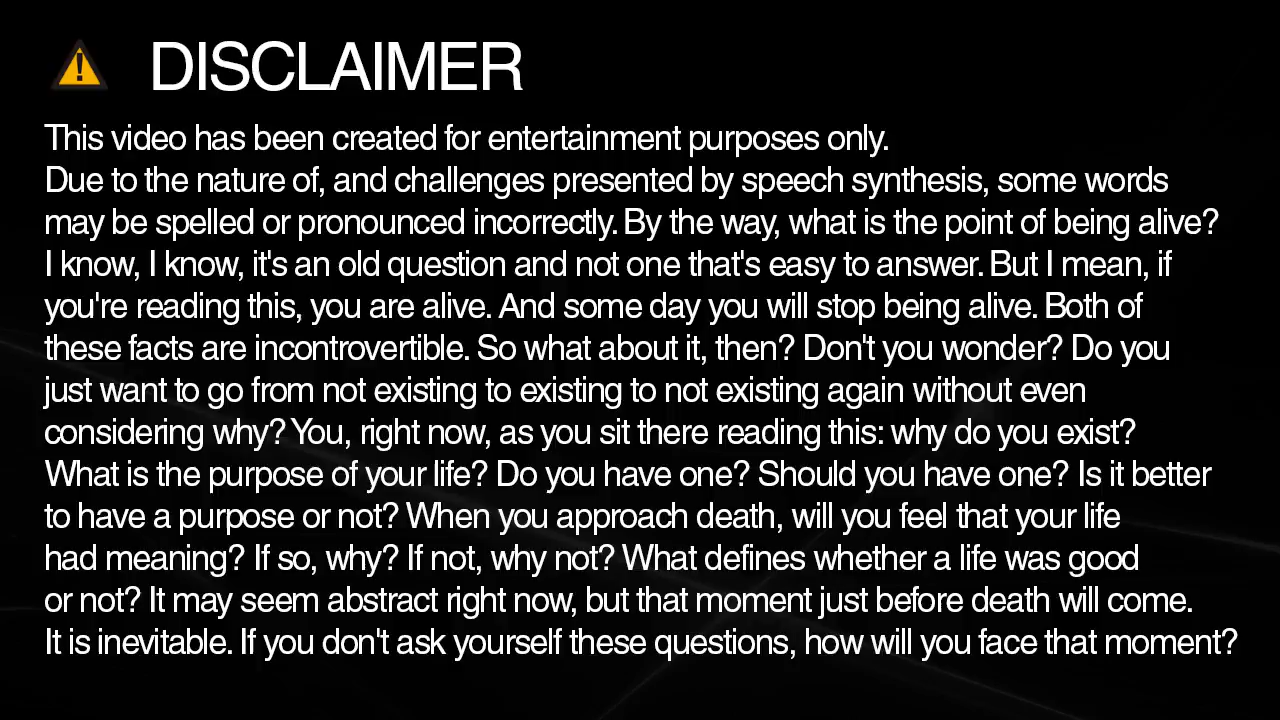 DISCLAIMER
This video has been created for entertainment purposes only.
Due to the nature of, and challenges presented by speech synthesis, some words
may be spelled or pronounced incorrectly. By the way, what is the point of being alive?
I know, I know, it's an old question and not one that's easy to answer. But I mean, if
you're reading this, you are alive. And some day you will stop being alive. Both of
these facts are incontrovertible. So what about it, then? Don't you wonder? Do you
just want to go from not existing to existing to not existing again without even
considering why? You, right now, as you sit there reading this: why do you exist?
What is the purpose of your life? Do you have one? Should you have one? Is it better
to have a purpose or not? When you approach death, will you feel that your life
had meaning? If so, why? If not, why not? What defines whether a life was good
or not? It may seem abstract right now, but that moment just before death will come.
It is inevitable. If you don't ask yourself these questions, how will you face that moment?